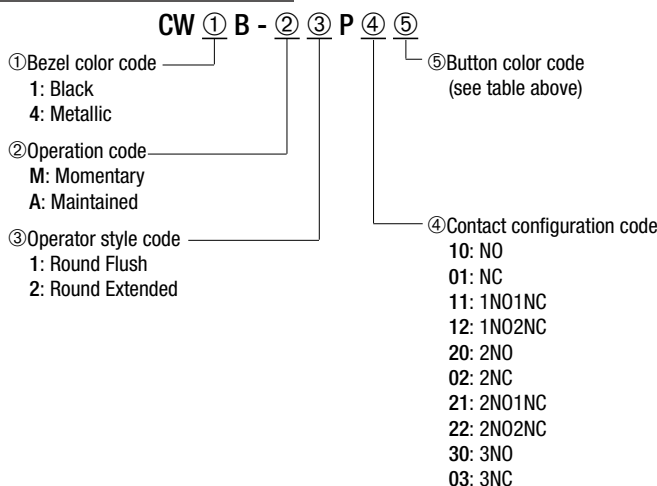 CW ① B - ② ③ P ④ ⑤
①Bezel color code
1: Black
4: Metallic
②Operation code
M: Momentary
A: Maintained
③Operator style code
1: Round Flush
2: Round Extended
⑤Button color code
(see table above)
④Contact configuration code
10: NO
01: NC
11: 1NO1NC
12: 1NO2NC
20: 2NO
02: 2NC
21: 2NO1NC
22: 2NO2NC
30: 3NO
03: 3NC